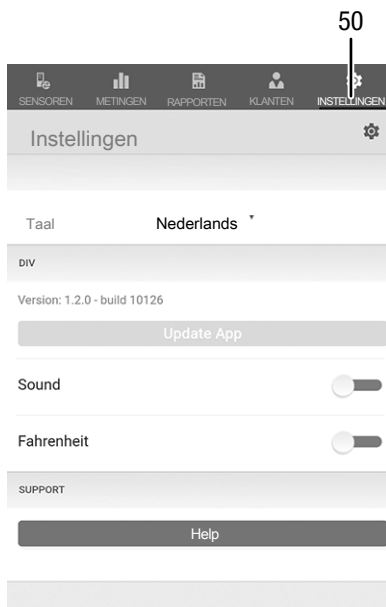 50
SENSOREN METINGEN RAPPORTEN KLANTEN INSTELLINGEN
Instellingen
Taal Nederlands
DIV
Version: 1.2.0 - build 10126
Update App
Sound
Fahrenheit
SUPPORT
Help